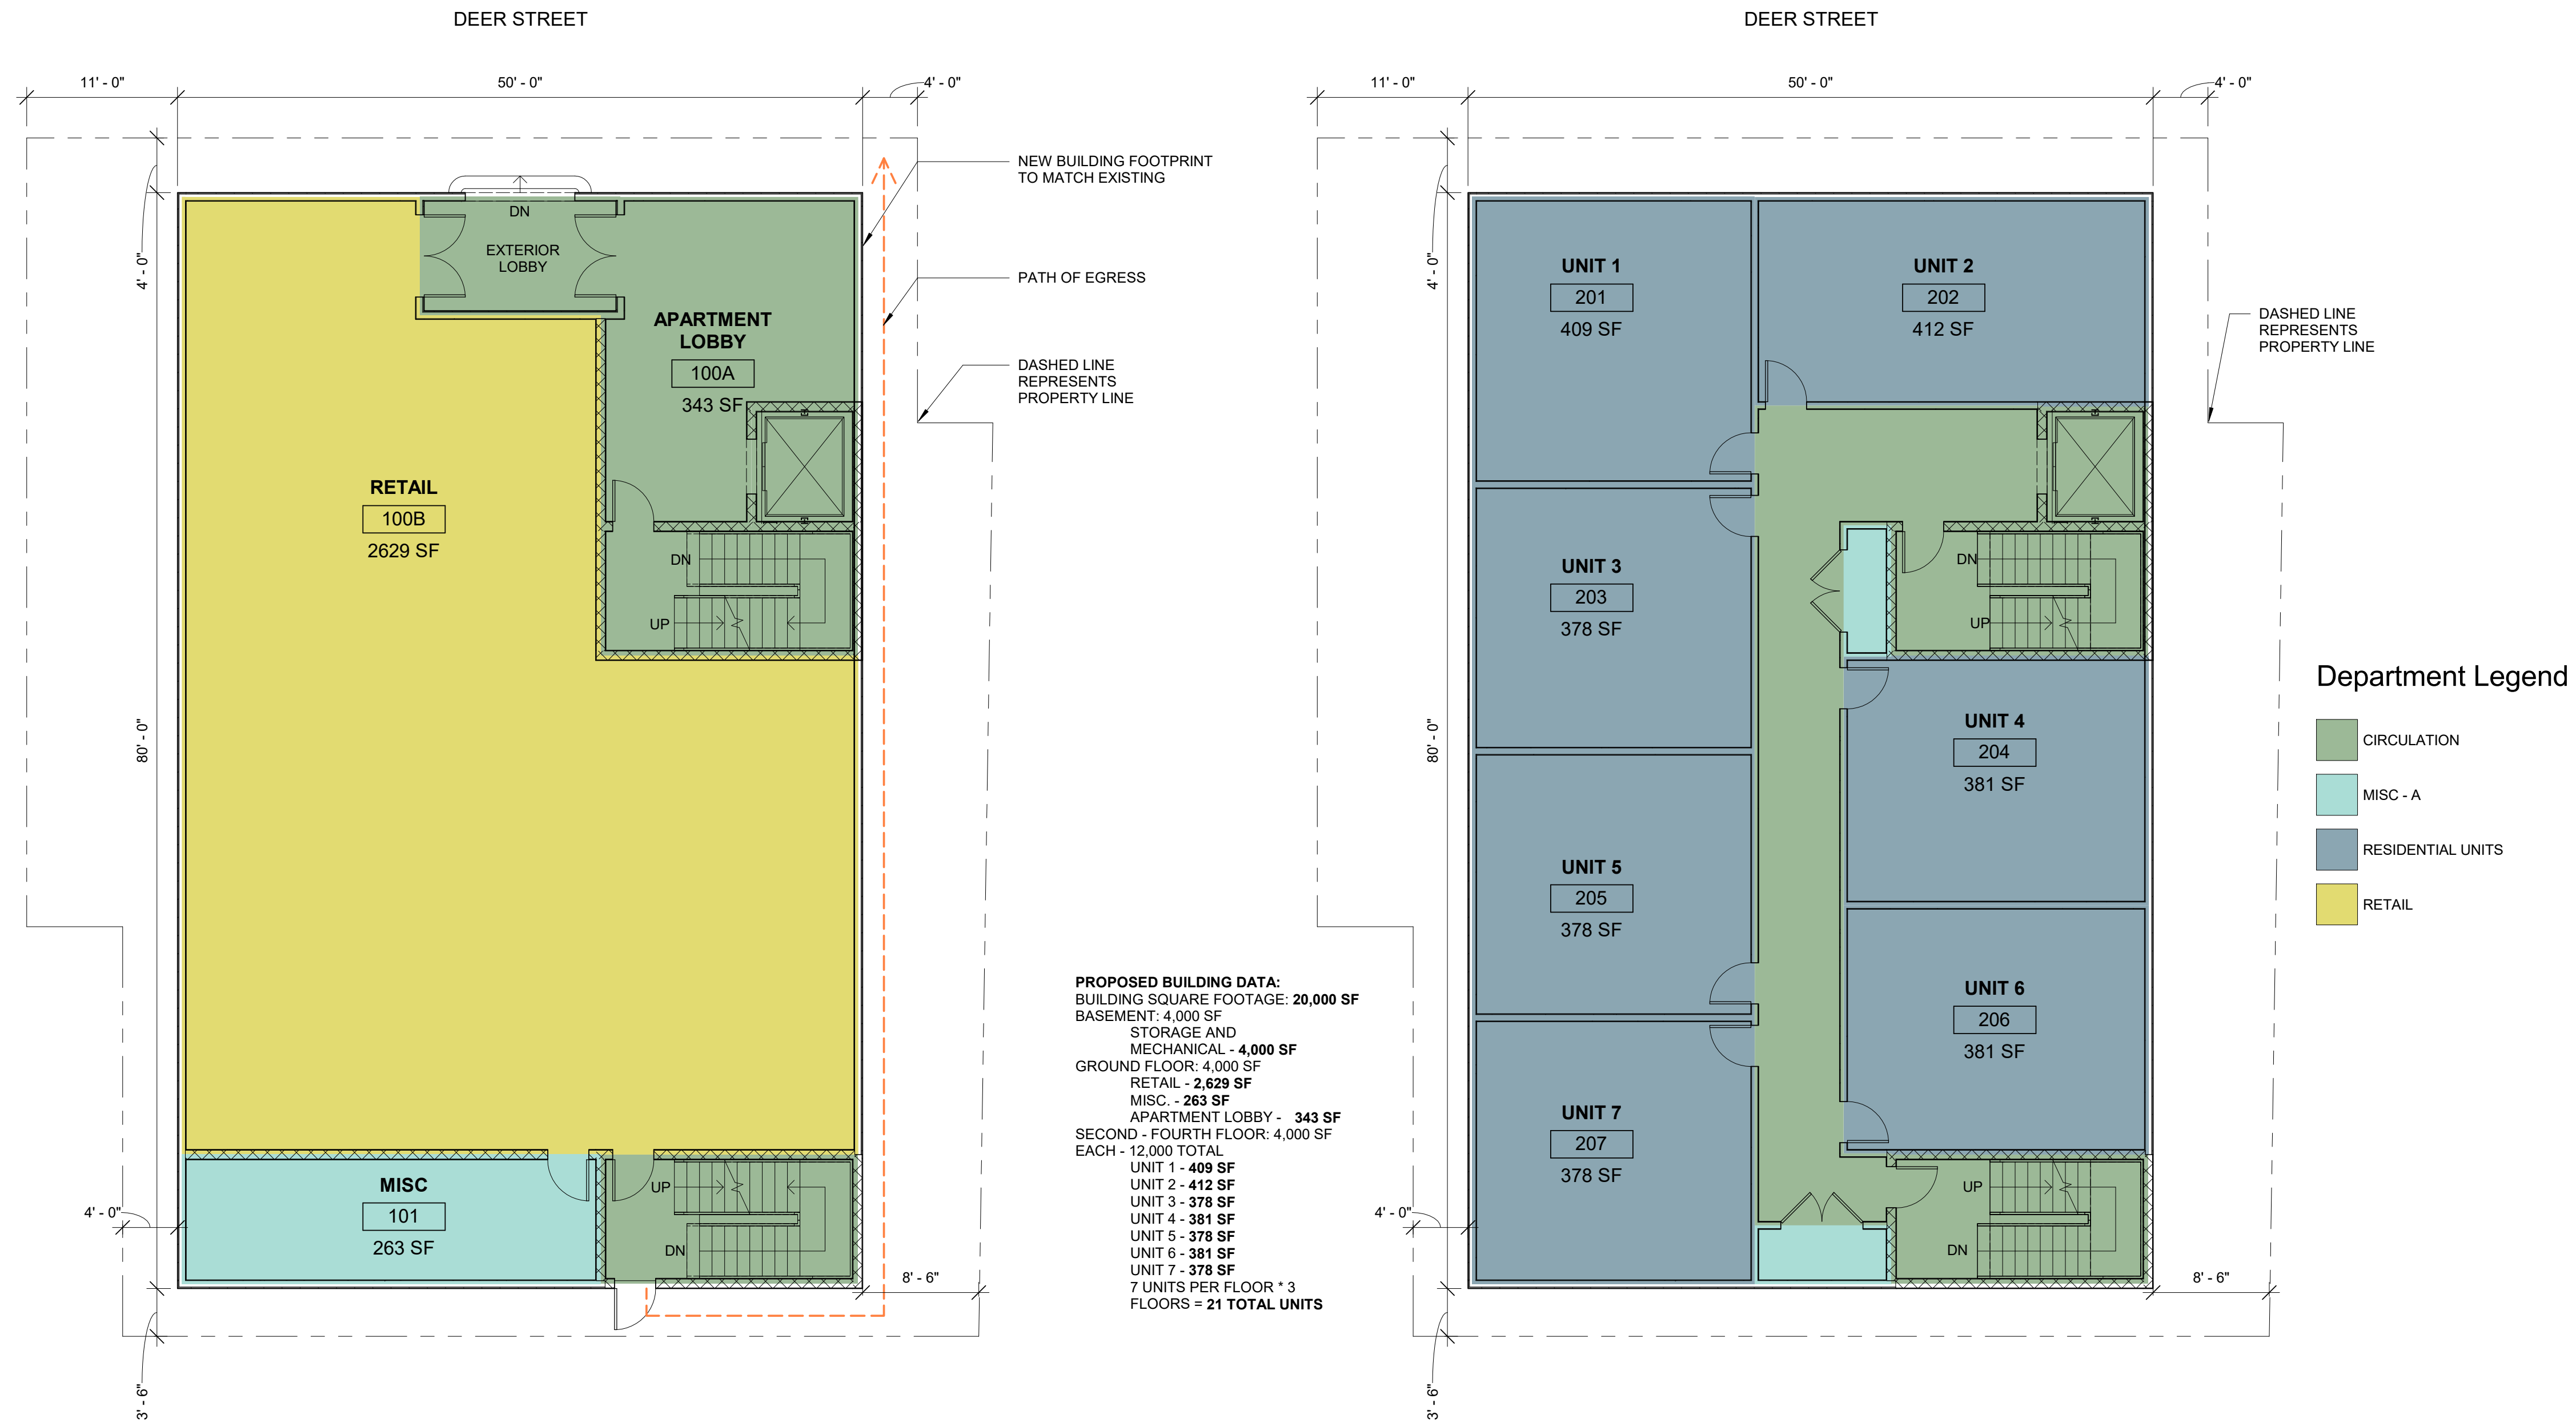 DEER STREET
11' - 0"
50' - 0"
4' - 0"
4' - 0"
80' - 0"
4' - 0"
3' - 6"
8' - 6"
DN
EXTERIOR
LOBBY
APARTMENT
LOBBY
100A
343 SF
RETAIL
100B
2629 SF
DN
UP
MISC
101
263 SF
UP
DN
NEW BUILDING FOOTPRINT
TO MATCH EXISTING
PATH OF EGRESS
DASHED LINE
REPRESENTS
PROPERTY LINE
PROPOSED BUILDING DATA:
BUILDING SQUARE FOOTAGE: 20,000 SF
BASEMENT: 4,000 SF
STORAGE AND
MECHANICAL - 4,000 SF
GROUND FLOOR: 4,000 SF
RETAIL - 2,629 SF
MISC. - 263 SF
APARTMENT LOBBY - 343 SF
SECOND - FOURTH FLOOR: 4,000 SF
EACH - 12,000 TOTAL
UNIT 1 - 409 SF
UNIT 2 - 412 SF
UNIT 3 - 378 SF
UNIT 4 - 381 SF
UNIT 5 - 378 SF
UNIT 6 - 381 SF
UNIT 7 - 378 SF
7 UNITS PER FLOOR * 3
FLOORS = 21 TOTAL UNITS
DEER STREET
11' - 0"
50' - 0"
4' - 0"
4' - 0"
80' - 0"
4' - 0"
3' - 6"
8' - 6"
UNIT 1
201
409 SF
UNIT 2
202
412 SF
UNIT 3
203
378 SF
DN
UP
UNIT 4
204
381 SF
UNIT 5
205
378 SF
UNIT 6
206
381 SF
UNIT 7
207
378 SF
UP
DN
DASHED LINE
REPRESENTS
PROPERTY LINE
Department Legend
CIRCULATION
MISC - A
RESIDENTIAL UNITS
RETAIL